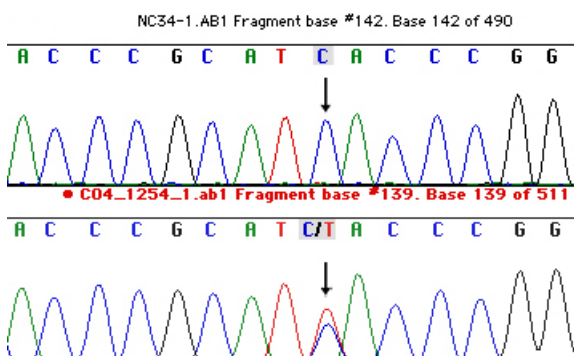 NC34-1.AB1 Fragment base #142. Base 142 of 490
A C C C G C A T C A C C C G G
C04_1254_1.ab1 Fragment base #139. Base 139 of 511
A C C C G C A T C/T A C C C G G